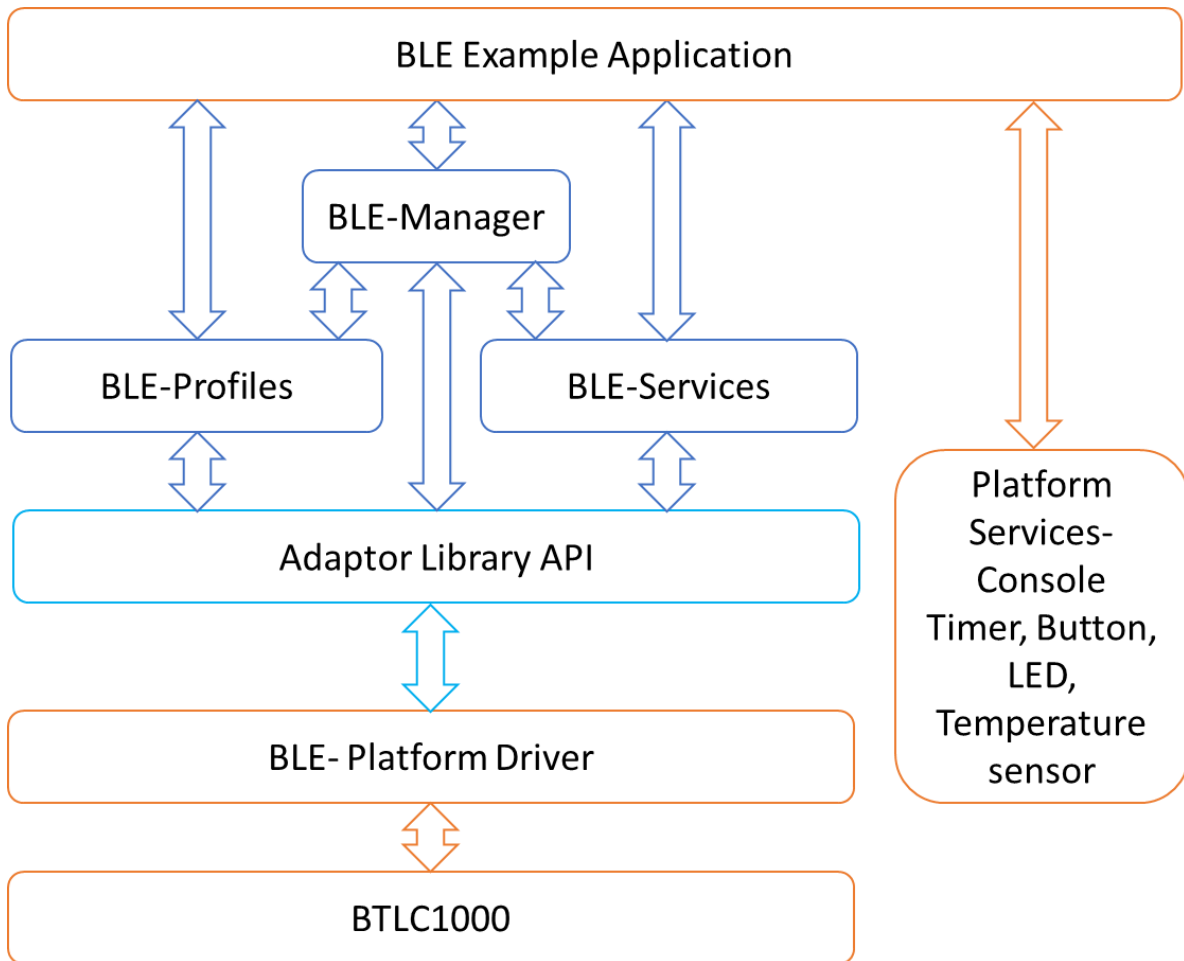 BLE Example Application
BLE-Manager
BLE-Profiles
BLE-Services
Adaptor Library API
BLE- Platform Driver
BTLC1000
Platform
Services-
Console
Timer, Button,
LED,
Temperature
sensor